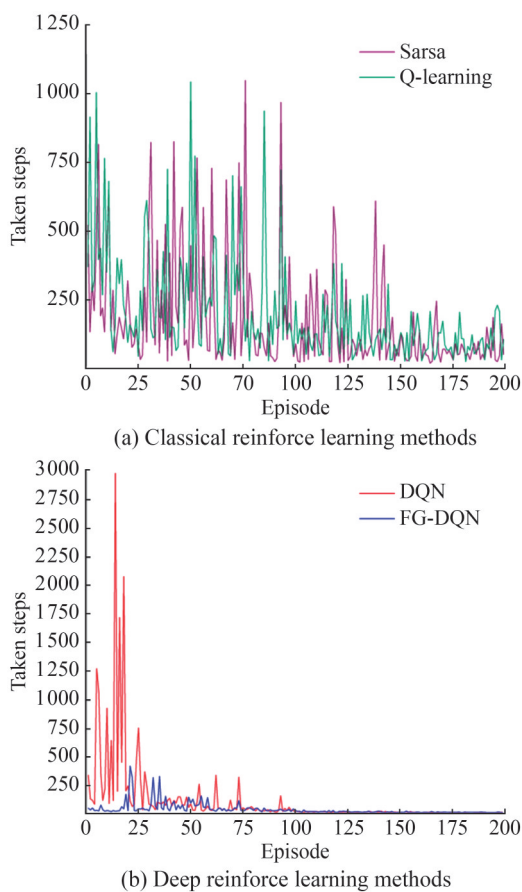 1250
1 000
750
500
250
Taken steps
Sarsa
Q-learning
0 25 50 75 100 125 150 175 200
Episode
(a) Classical reinforce learning methods
3 000
2 750
2 500
2 250
2 000
1 750
1 500
1 250
1 000
750
500
250
Taken steps
DQN
FG-DQN
0 25 50 75 100 125 150 175 200
Episode
(b) Deep reinforce learning methods